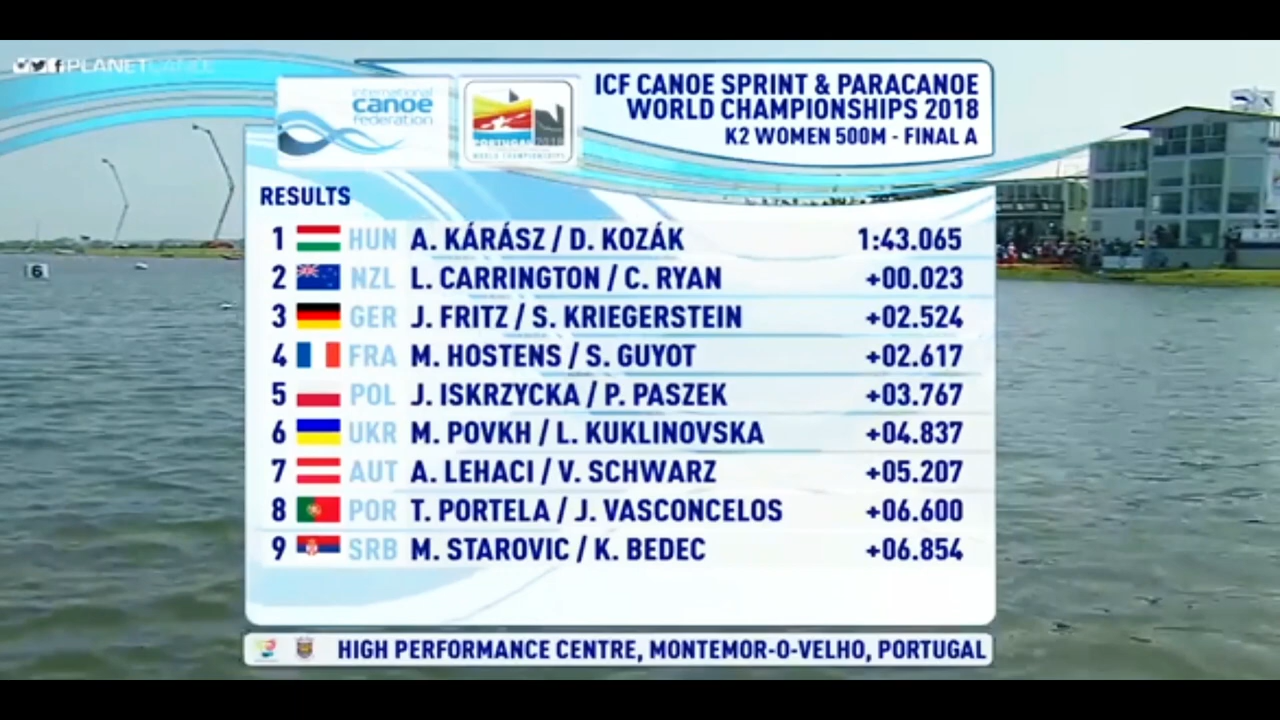 PLANETCANOE
international
canoe
federation
PORTUGAL 2018
WORLD CHAMPIONSHIPS
ICF CANOE SPRINT & PARACANOE
WORLD CHAMPIONSHIPS 2018
K2 WOMEN 500M - FINAL A
RESULTS
1 HUN A. KÁRÁSZ / D. KOZÁK 1:43.065
2 NZL L. CARRINGTON / C. RYAN +00.023
3 GER J. FRITZ / S. KRIEGERSTEIN +02.524
4 FRA M. HOSTENS / S. GUYOT +02.617
5 POL J. ISKRZYCKA / P. PASZEK +03.767
6 UKR M. POVKH / L. KUKLINOVSKA +04.837
7 AUT A. LEHACI / V. SCHWARZ +05.207
8 POR T. PORTELA / J. VASCONCELOS +06.600
9 SRB M. STAROVIC / K. BEDEC +06.854
6
HIGH PERFORMANCE CENTRE, MONTEMOR-O-VELHO, PORTUGAL